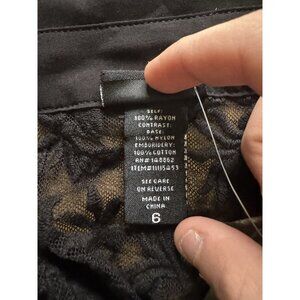 SELF:
100% RAYON
CONTRAST:
BASE:
100% NYLON
EMBROIDERY:
100% COTTON
RN# 148862
ITEM# 11115453
SEE CARE
ON REVERSE
MADE IN
CHINA
6